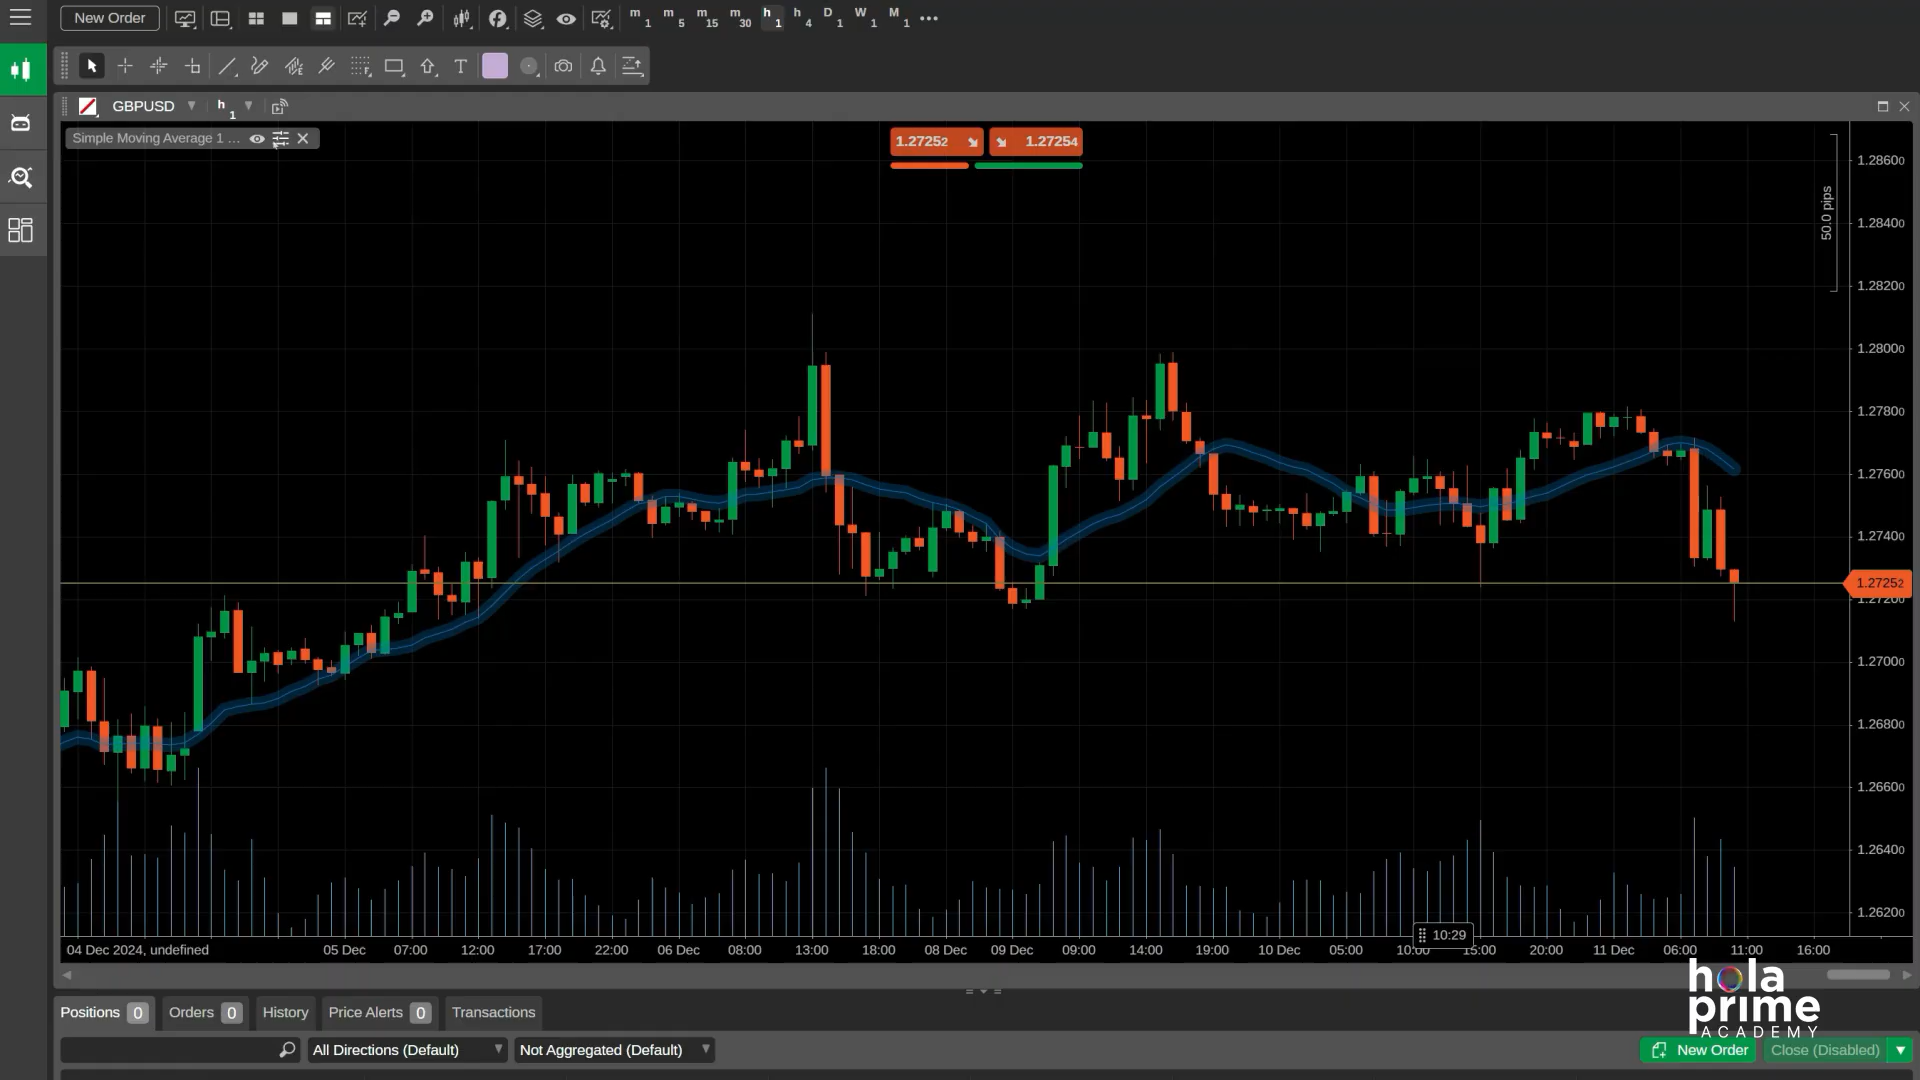 New Order
m1 m5 m15 m30 h1 h4 D1 W1 M1
T
GBPUSD h1
Simple Moving Average 1 ...
1.27252 1.27254
50.0 pips
1.28600
1.28400
1.28200
1.28000
1.27800
1.27600
1.27400
1.27252
1.27200
1.27000
1.26800
1.26600
1.26400
1.26200
10:29
04 Dec 2024, undefined 05 Dec 07:00 12:00 17:00 22:00 06 Dec 08:00 13:00 18:00 08 Dec 09 Dec 09:00 14:00 19:00 10 Dec 05:00 10:00 15:00 20:00 11 Dec 06:00 11:00 16:00
hola
prime
ACADEMY
Positions 0 Orders 0 History Price Alerts 0 Transactions
All Directions (Default) Not Aggregated (Default) New Order Close (Disabled)